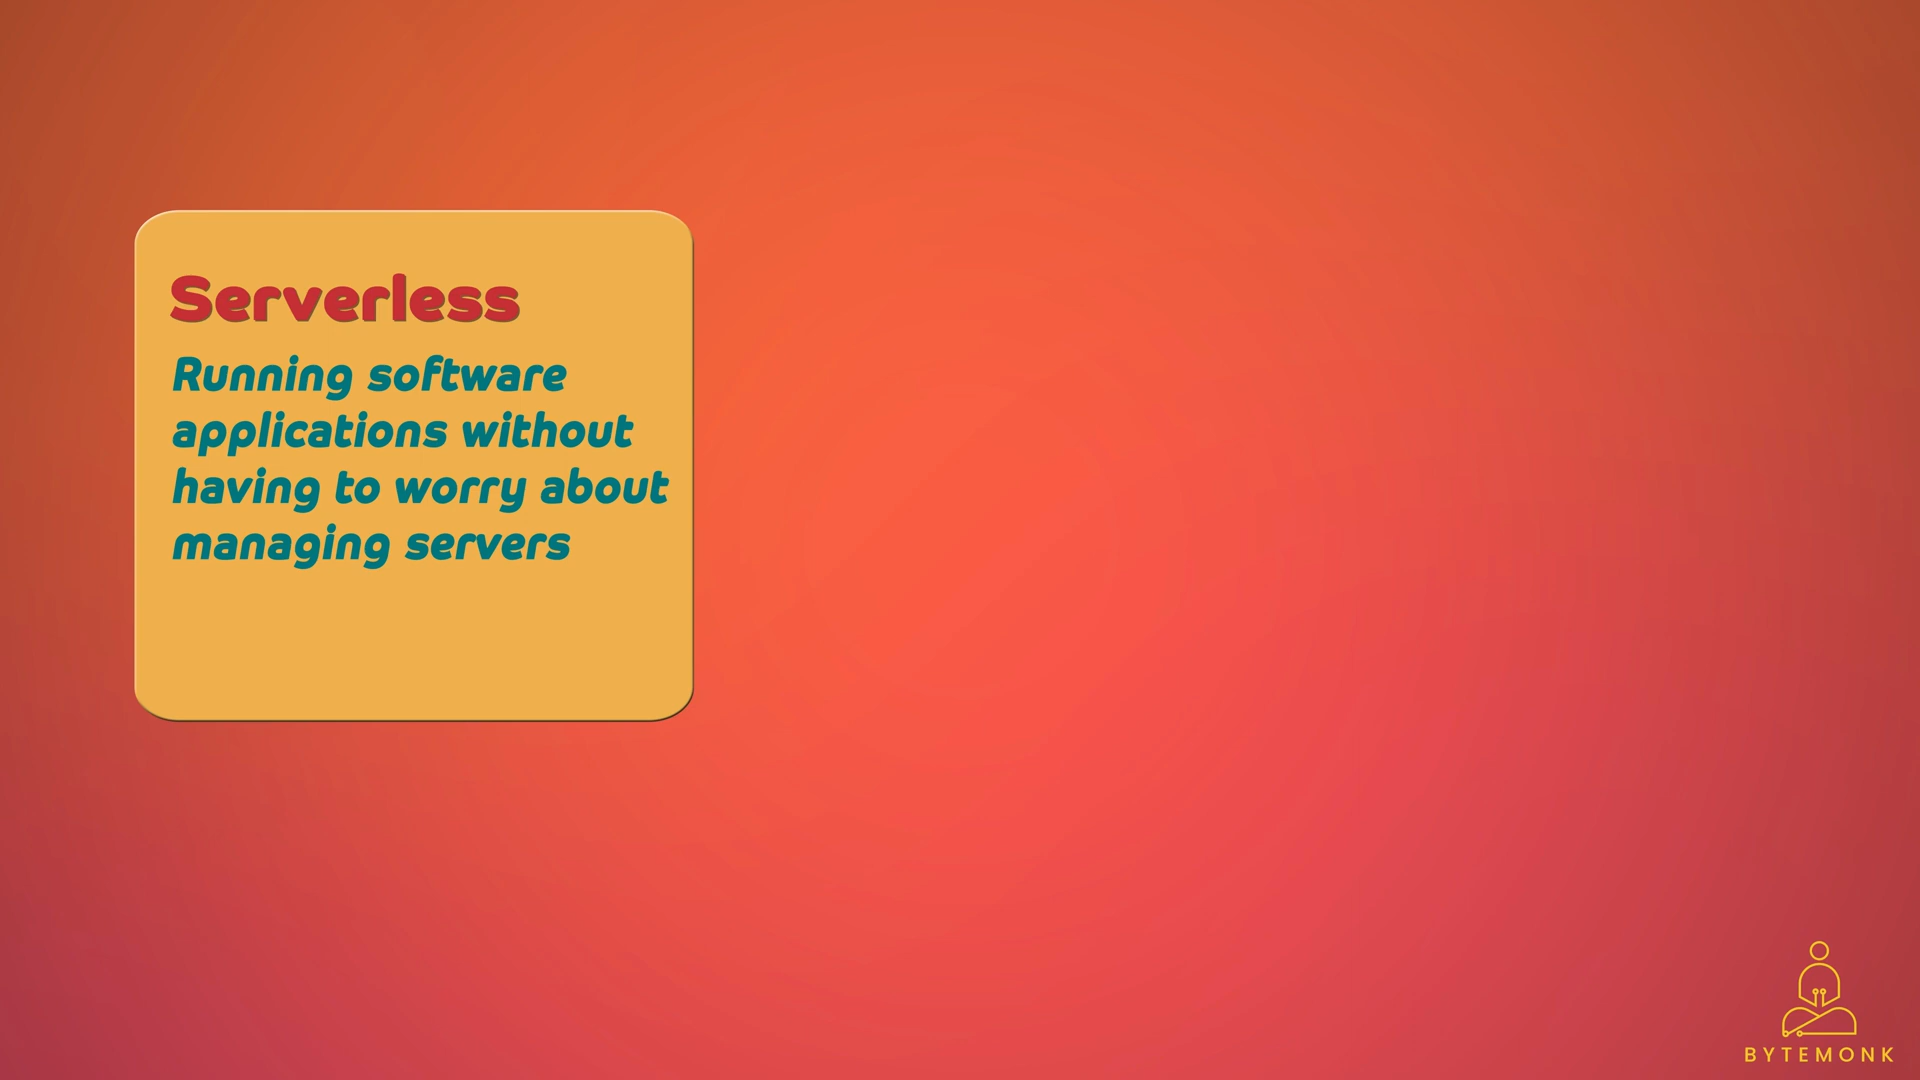 Serverless
Running software
applications without
having to worry about
managing servers
BYTEMONK